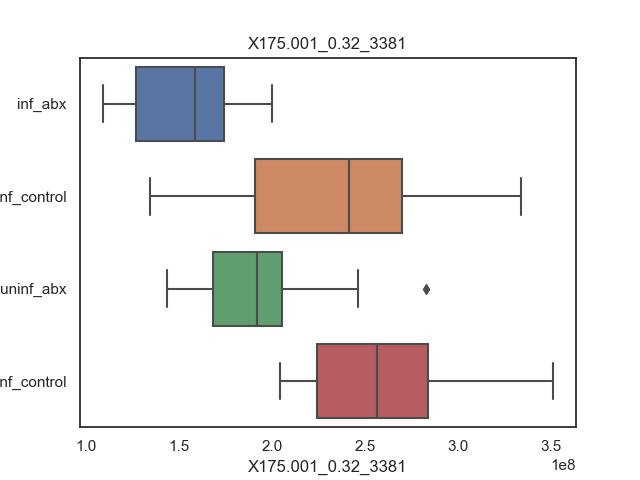 X175.001_0.32_3381
inf_abx
nf_control
uninf_abx
nf_control
1.0 1.5 2.0 2.5 3.0 3.5
1e8
X175.001_0.32_3381